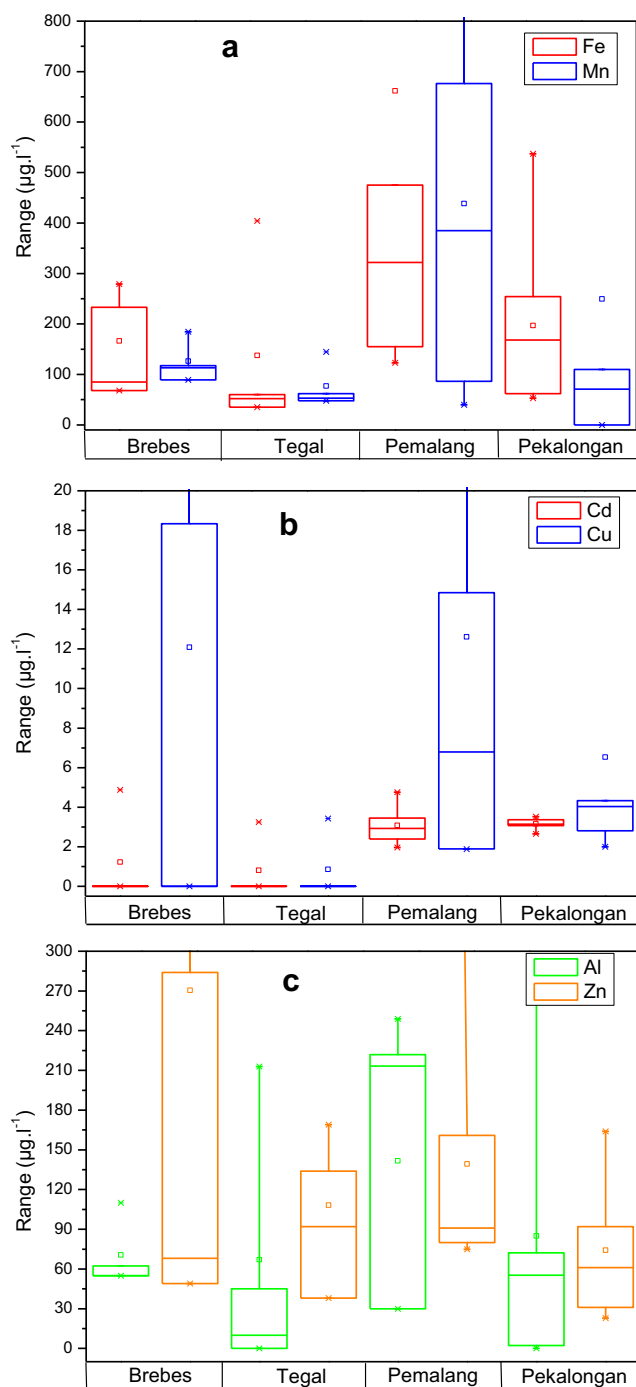 a
Fe
Mn
800
700
600
500
400
300
200
100
0
Range (µg.l⁻¹)
Brebes Tegal Pemalang Pekalongan
b
Cd
Cu
20
18
16
14
12
10
8
6
4
2
0
Range (µg.l⁻¹)
Brebes Tegal Pemalang Pekalongan
c
Al
Zn
300
270
240
210
180
150
120
90
60
30
0
Range (µg.l⁻¹)
Brebes Tegal Pemalang Pekalongan